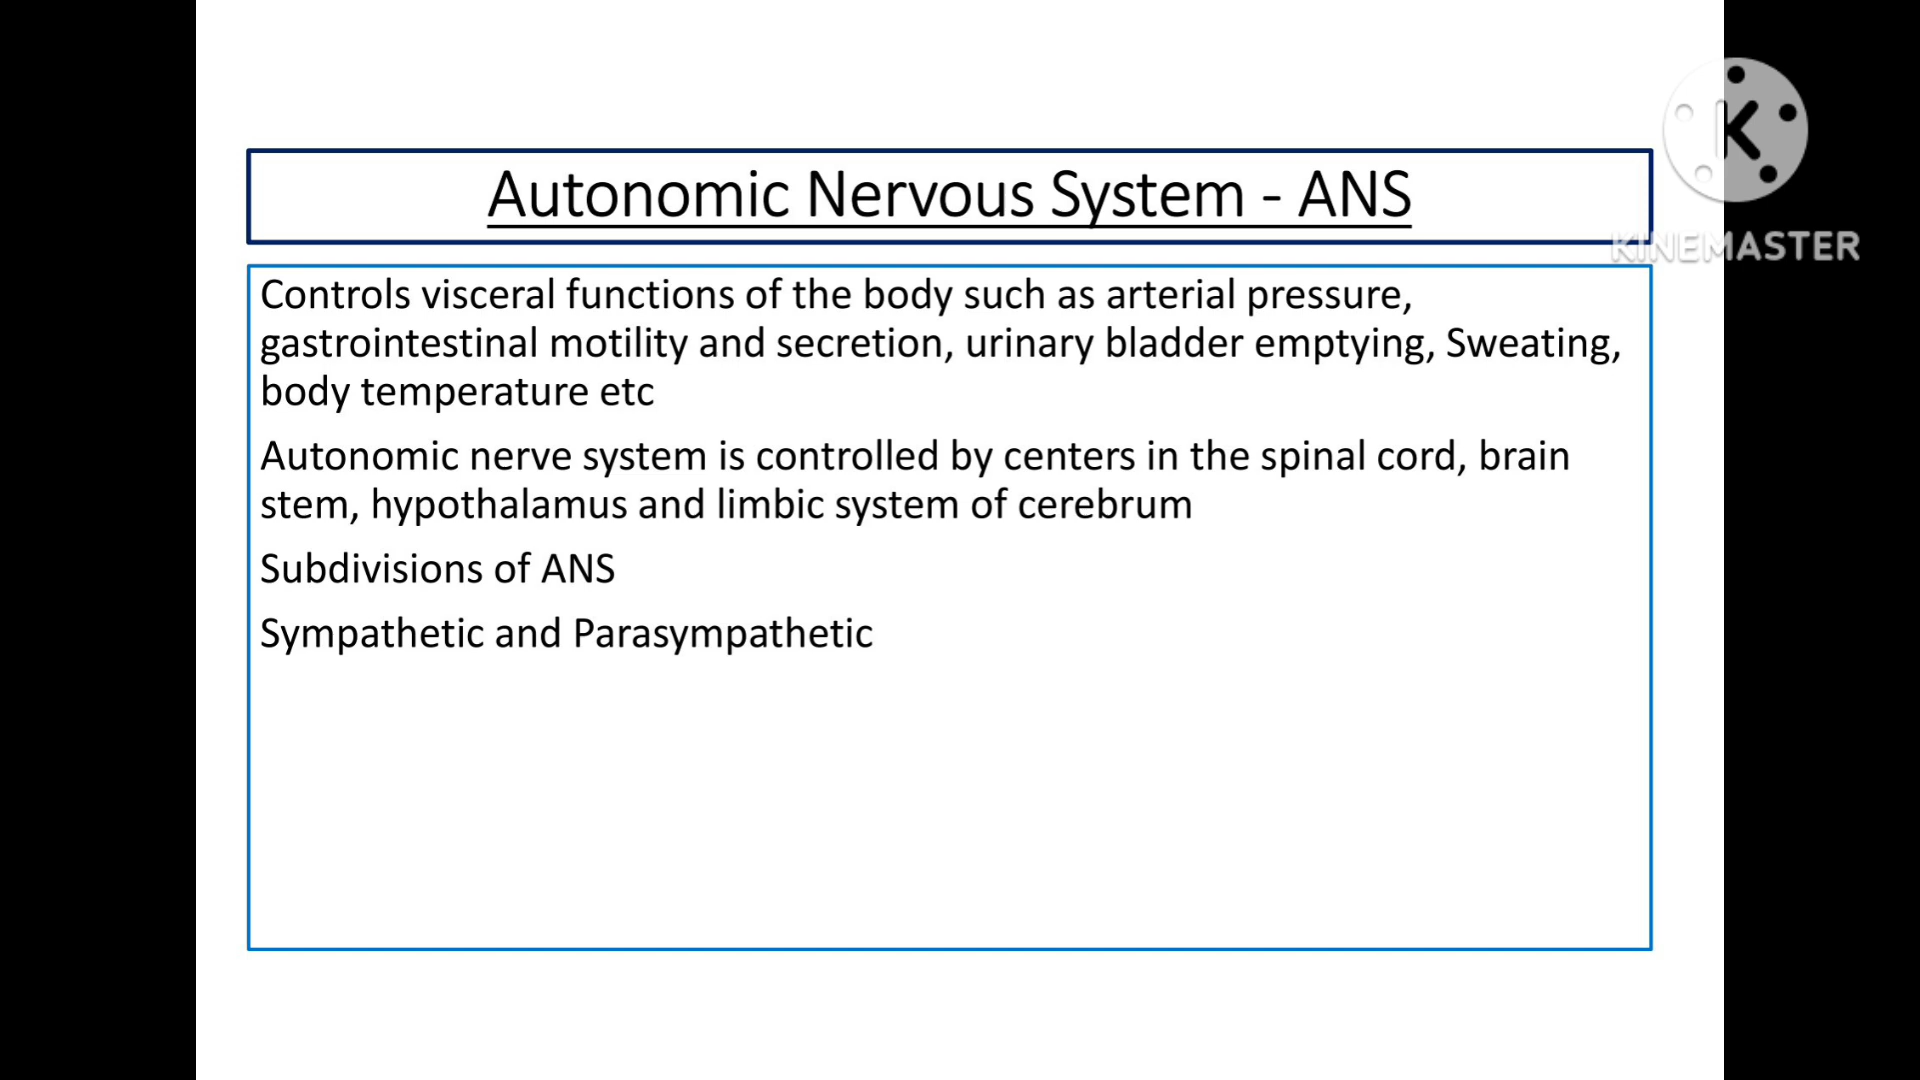 Autonomic Nervous System - ANS
K
KINEMASTER
Controls visceral functions of the body such as arterial pressure,
gastrointestinal motility and secretion, urinary bladder emptying, Sweating,
body temperature etc
Autonomic nerve system is controlled by centers in the spinal cord, brain
stem, hypothalamus and limbic system of cerebrum
Subdivisions of ANS
Sympathetic and Parasympathetic